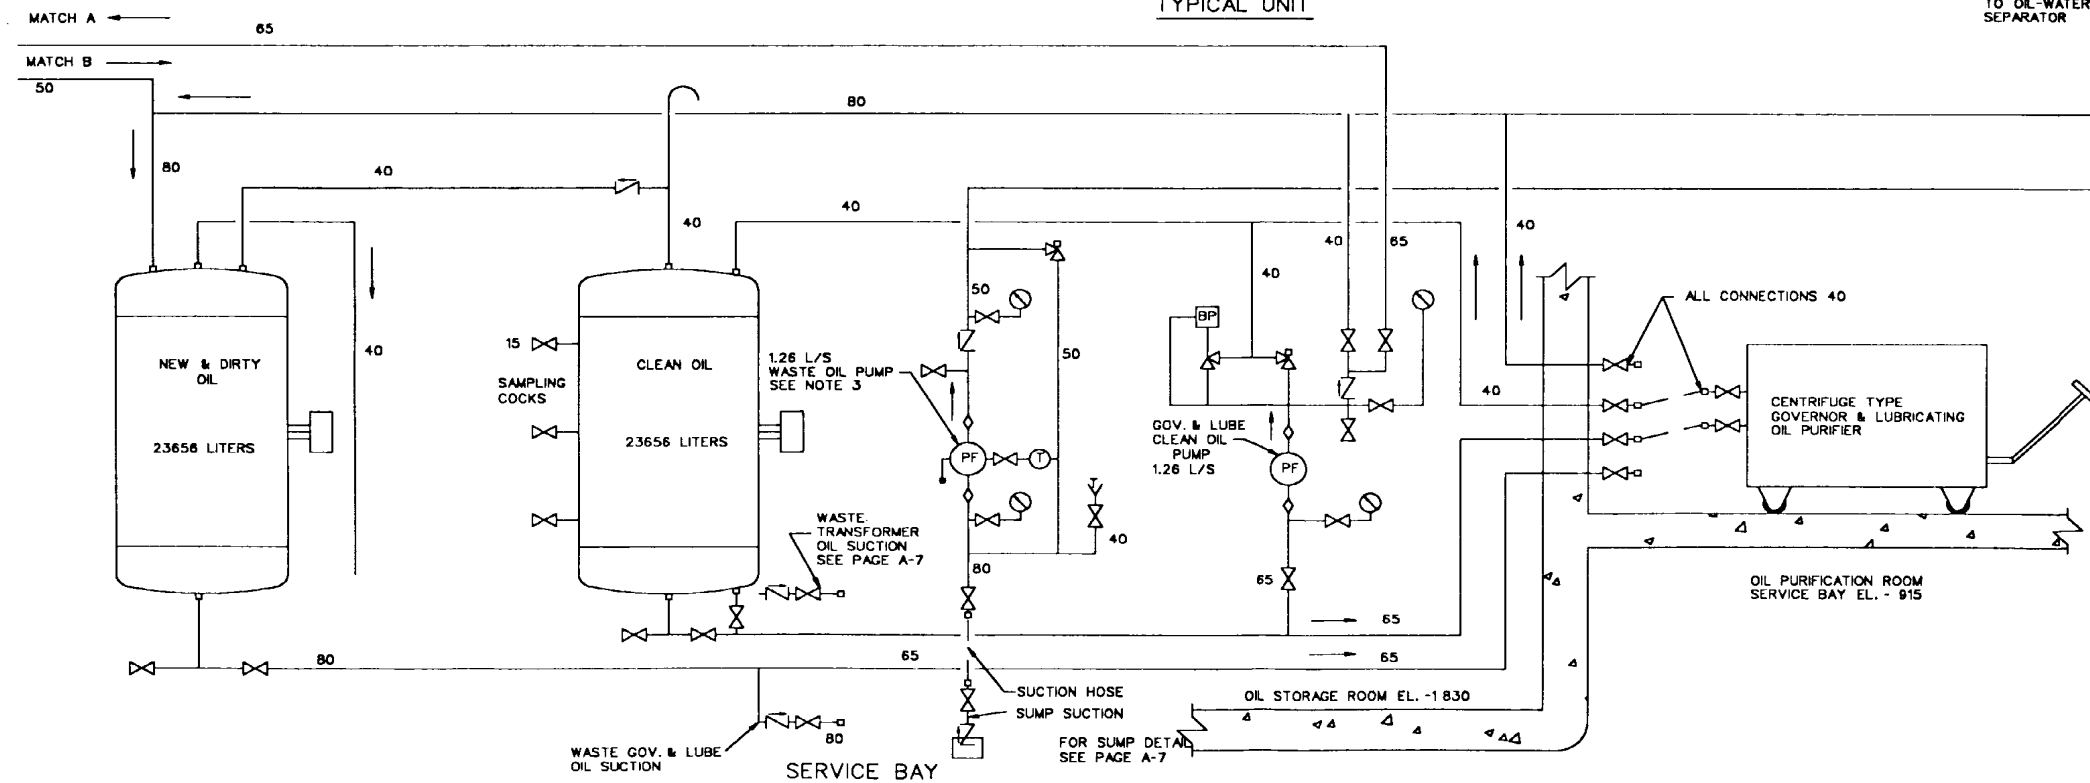 TYPICAL UNIT
TO OIL-WATER
SEPARATOR
MATCH A
65
MATCH B
50
80
80
40
40
40
40
40
65
40
40
50
50
BP
ALL CONNECTIONS 40
NEW & DIRTY
OIL
23656 LITERS
40
15
SAMPLING
COCKS
CLEAN OIL
23656 LITERS
1.26 L/S
WASTE OIL PUMP
SEE NOTE 3
PF
T
GOV. & LUBE
CLEAN OIL
PUMP
1.26 L/S
PF
40
CENTRIFUGE TYPE
GOVERNOR & LUBRICATING
OIL PURIFIER
WASTE
TRANSFORMER
OIL SUCTION
SEE PAGE A-7
40
80
65
OIL PURIFICATION ROOM
SERVICE BAY EL. - 915
65
80
65
65
SUCTION HOSE
SUMP SUCTION
OIL STORAGE ROOM EL. -1830
WASTE GOV. & LUBE
OIL SUCTION
80
FOR SUMP DETAIL
SEE PAGE A-7
SERVICE BAY